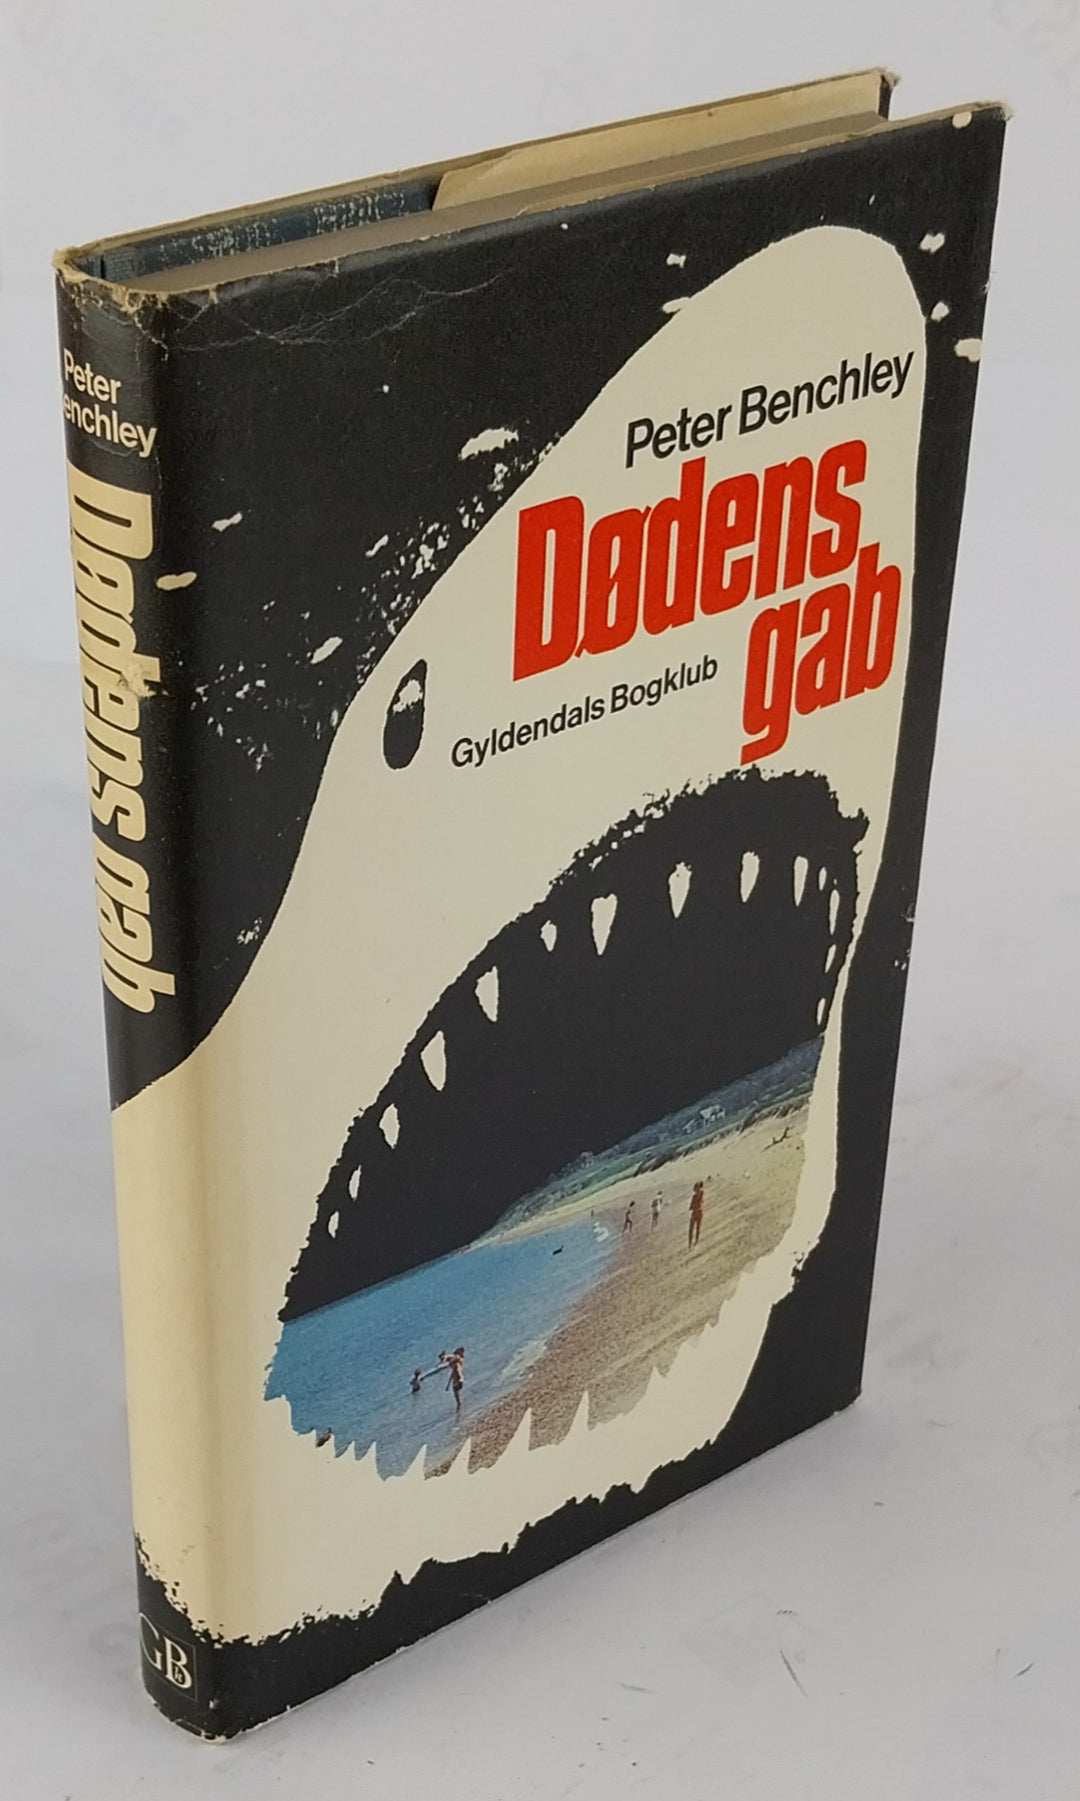 Peter Benchley
Dødens
gab
Gyldendals Bogklub
Peter
Benchley
Dødens gab
GB